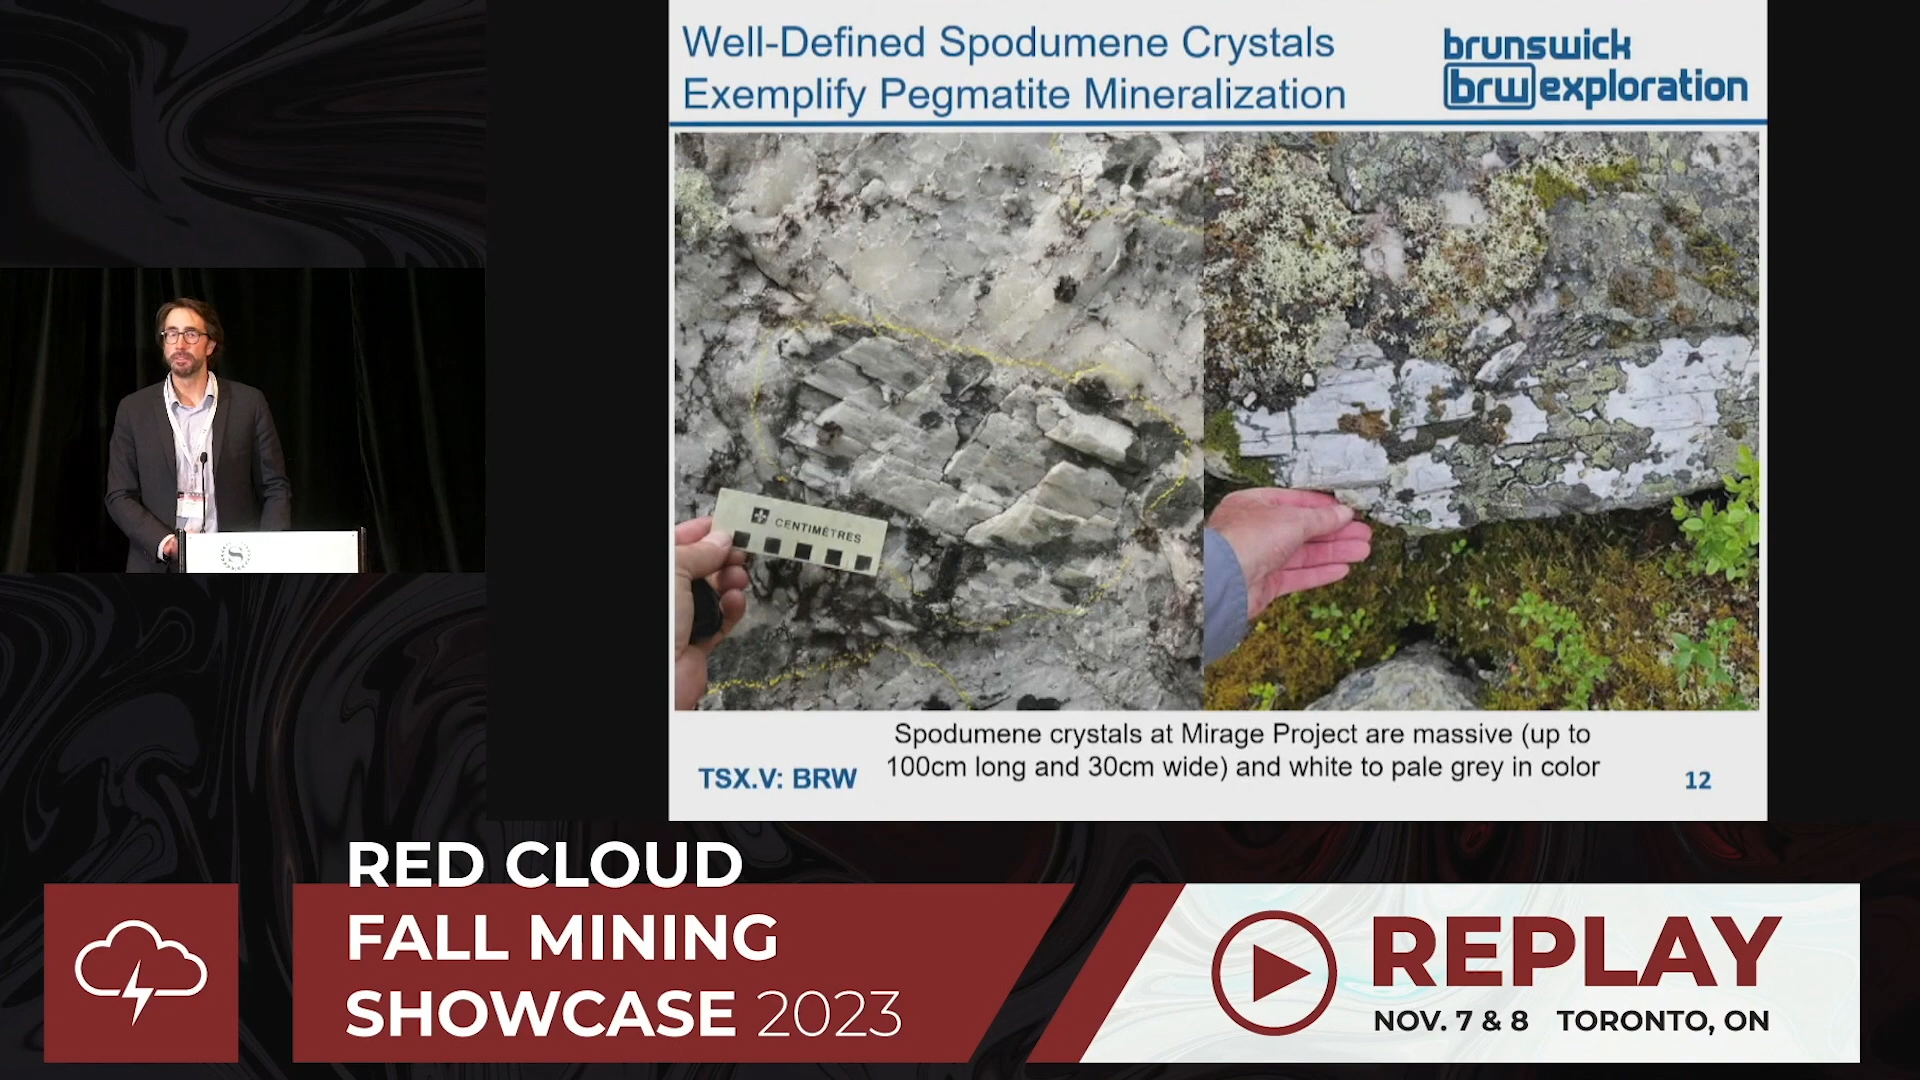 Well-Defined Spodumene Crystals
Exemplify Pegmatite Mineralization
brunswick
brw exploration
CENTIMÈTRES
Spodumene crystals at Mirage Project are massive (up to
100cm long and 30cm wide) and white to pale grey in color
TSX.V: BRW
12
S
RED CLOUD
FALL MINING
SHOWCASE 2023
REPLAY
NOV. 7 & 8 TORONTO, ON